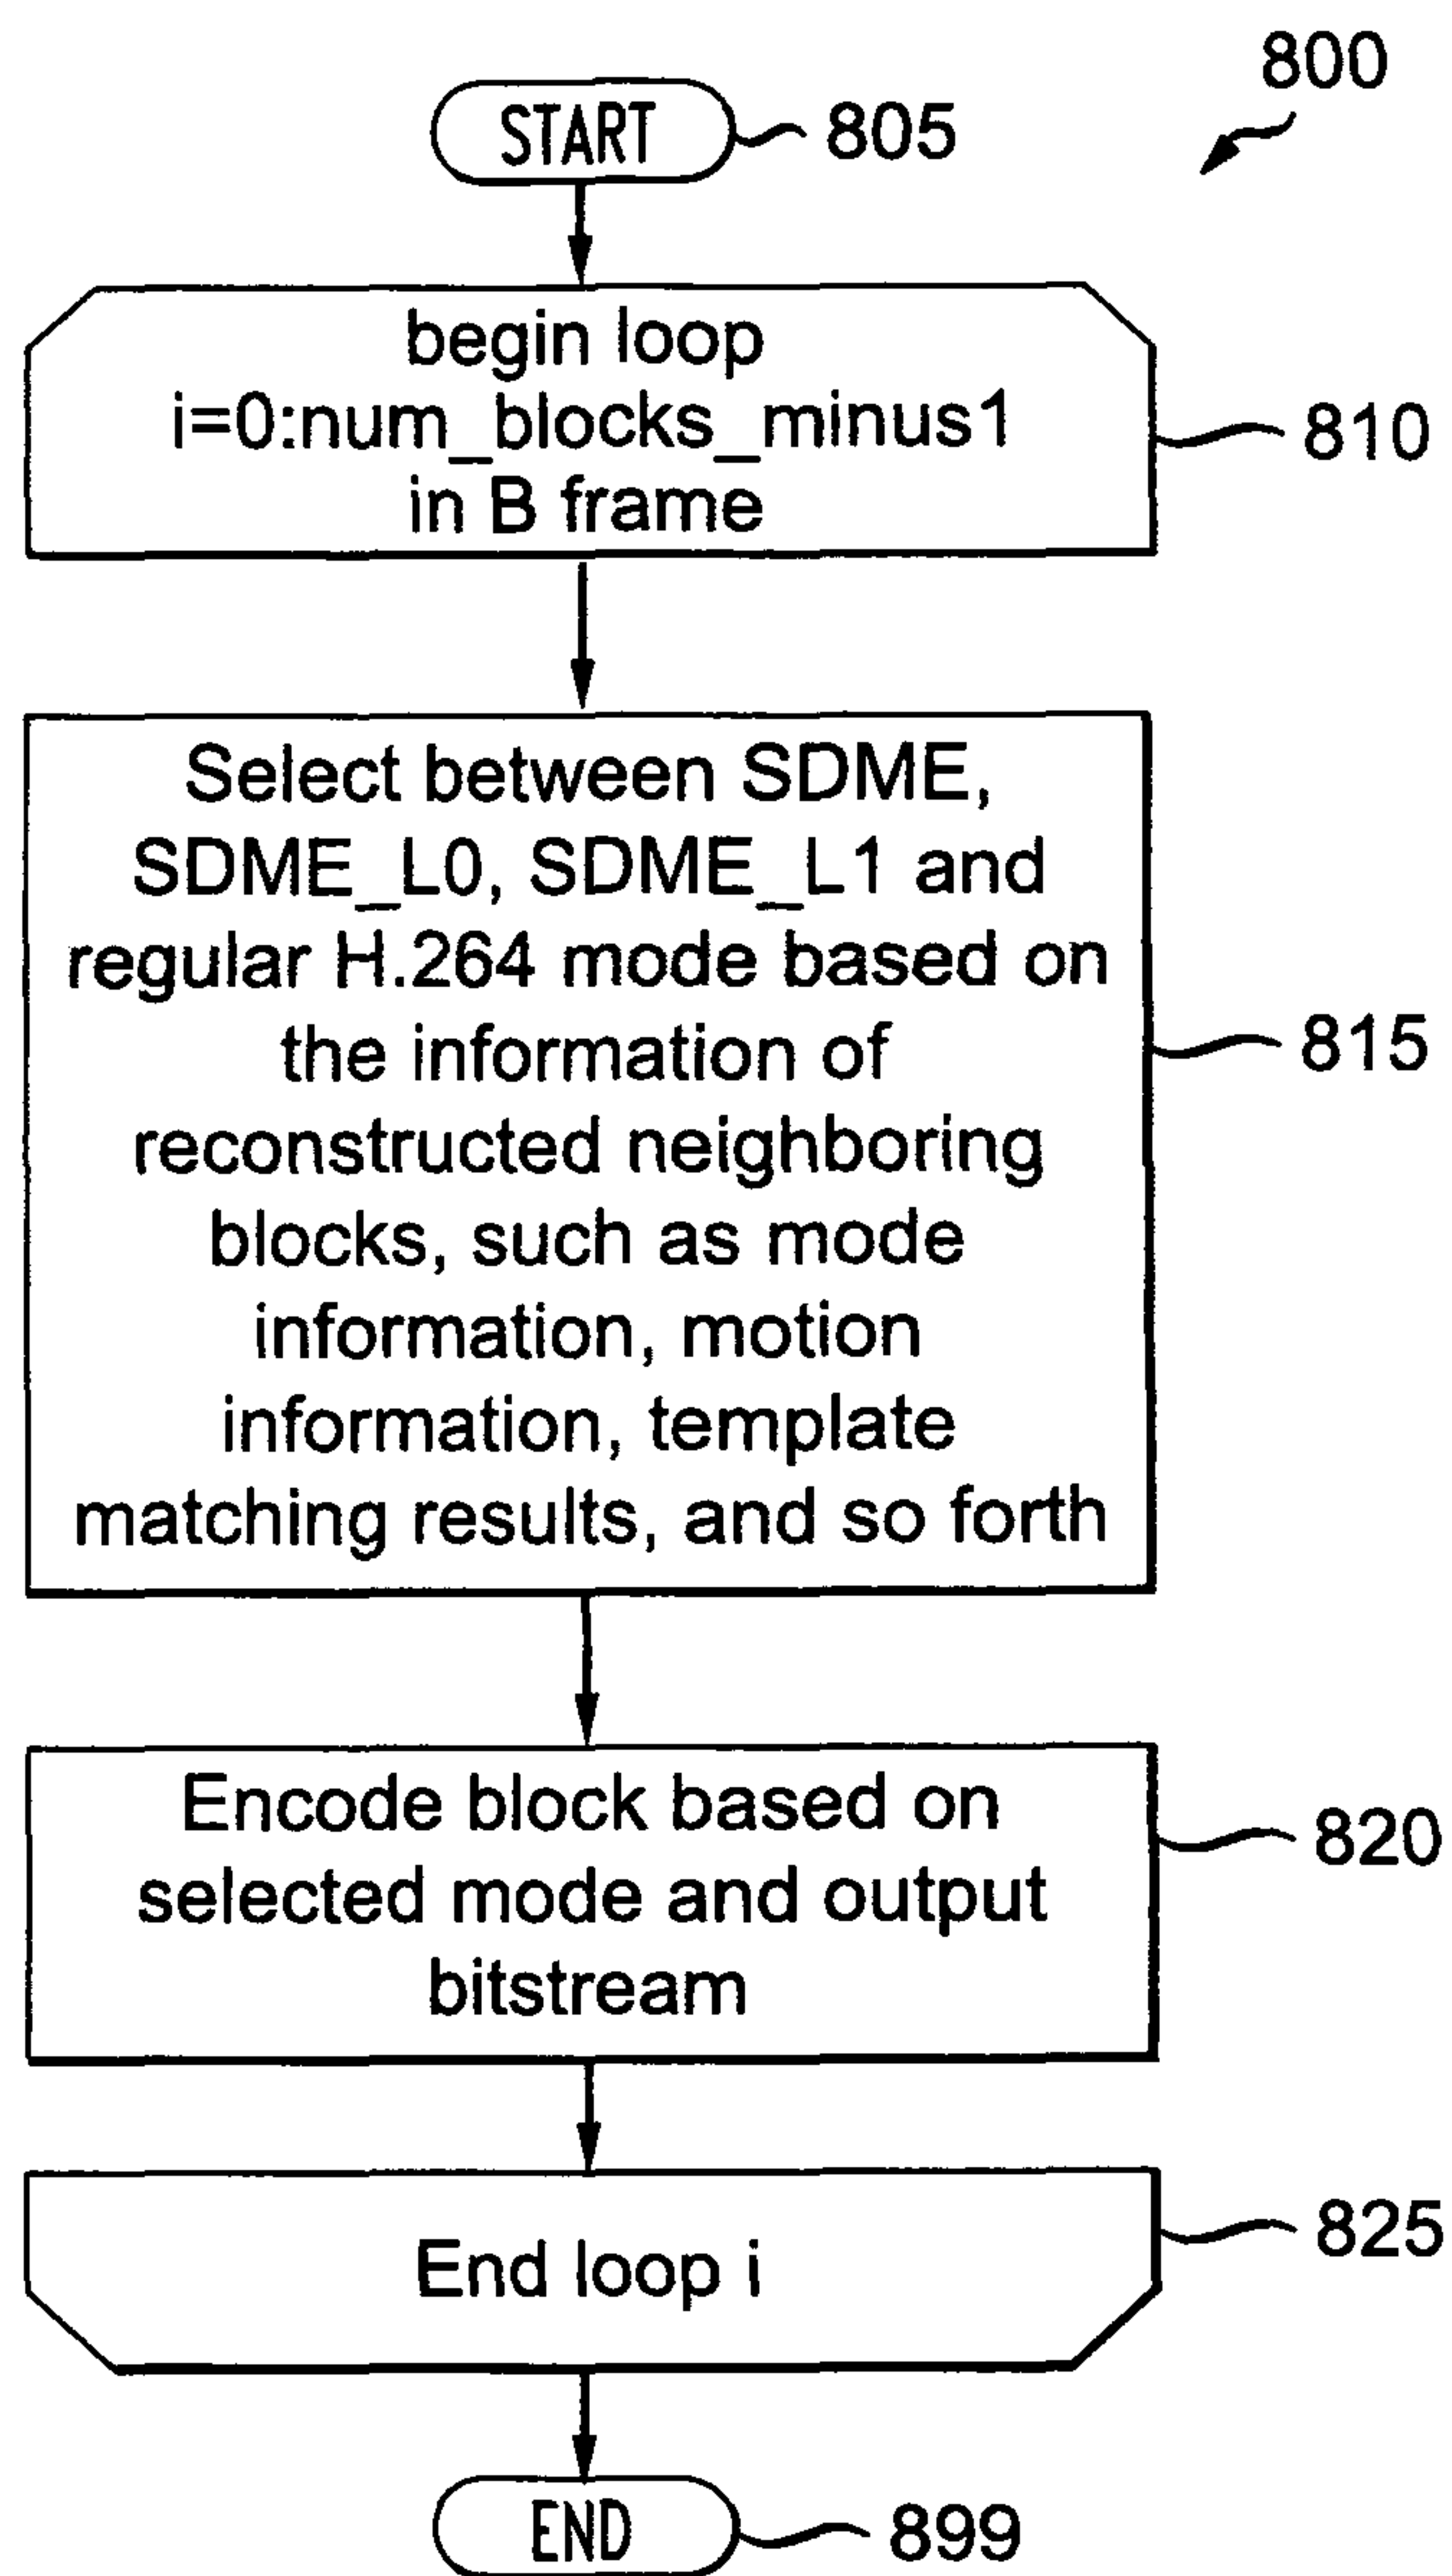 800
START
805
begin loop
i=0:num_blocks_minus1
in B frame
810
Select between SDME,
SDME_L0, SDME_L1 and
regular H.264 mode based on
the information of
reconstructed neighboring
blocks, such as mode
information, motion
information, template
matching results, and so forth
815
Encode block based on
selected mode and output
bitstream
820
End loop i
825
END
899